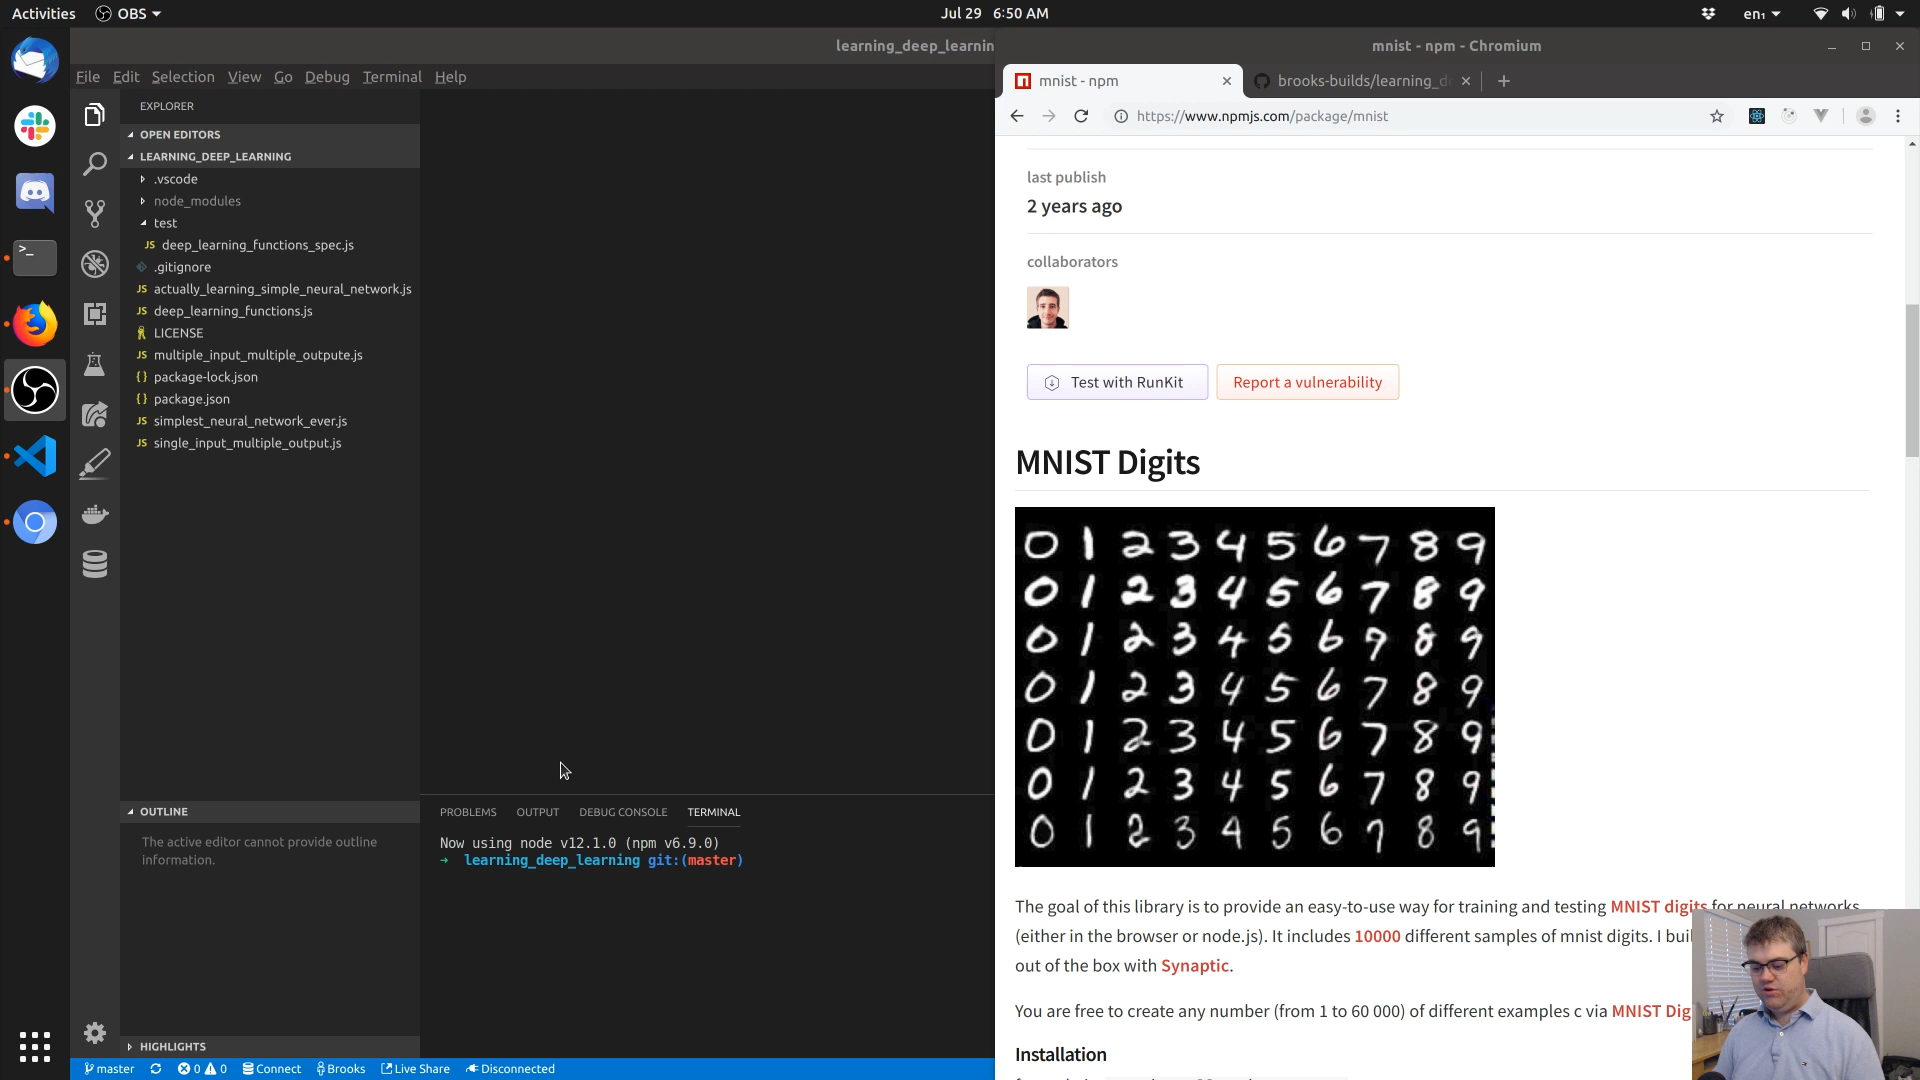 Activities OBS Jul 29 6:50 AM en₁
learning_deep_learnin
File Edit Selection View Go Debug Terminal Help
EXPLORER
OPEN EDITORS
LEARNING_DEEP_LEARNING
.vscode
node_modules
test
JS deep_learning_functions_spec.js
.gitignore
JS actually_learning_simple_neural_network.js
JS deep_learning_functions.js
LICENSE
JS multiple_input_multiple_outpute.js
{} package-lock.json
{} package.json
JS simplest_neural_network_ever.js
JS single_input_multiple_output.js
OUTLINE
The active editor cannot provide outline
information.
HIGHLIGHTS
PROBLEMS OUTPUT DEBUG CONSOLE TERMINAL
Now using node v12.1.0 (npm v6.9.0)
→ learning_deep_learning git:(master)
master 0 0 Connect Brooks Live Share Disconnected
mnist - npm - Chromium
mnist - npm brooks-builds/learning_d
https://www.npmjs.com/package/mnist
last publish
2 years ago
collaborators
Test with RunKit Report a vulnerability
MNIST Digits
0 1 2 3 4 5 6 7 8 9
0 1 2 3 4 5 6 7 8 9
0 1 2 3 4 5 6 7 8 9
0 1 2 3 4 5 6 7 8 9
0 1 2 3 4 5 6 7 8 9
0 1 2 3 4 5 6 7 8 9
0 1 2 3 4 5 6 7 8 9
The goal of this library is to provide an easy-to-use way for training and testing MNIST digits for neural networks
(either in the browser or node.js). It includes 10000 different samples of mnist digits. I bui
out of the box with Synaptic.
You are free to create any number (from 1 to 60 000) of different examples c via MNIST Dig
Installation